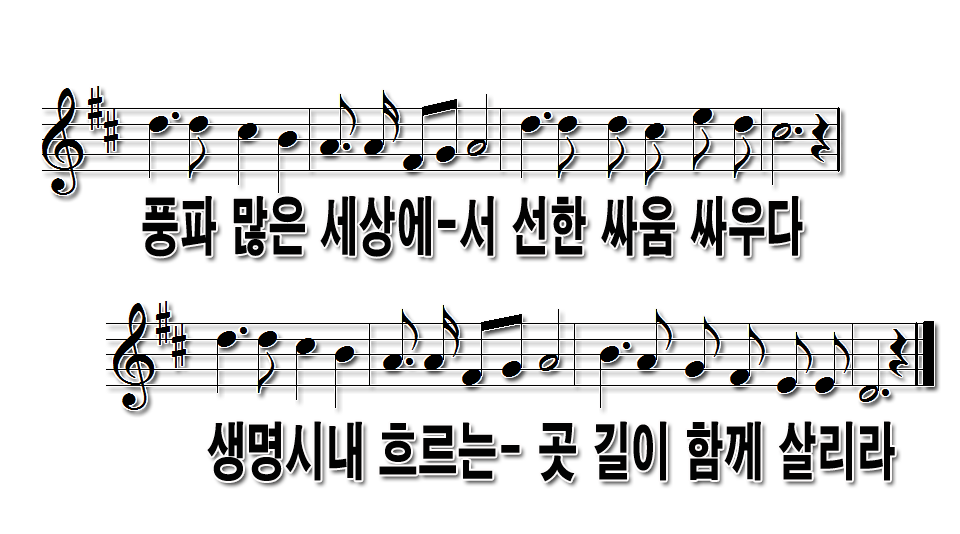 풍파 많은 세상에-서 선한 싸움 싸우다
생명시내 흐르는- 곳 길이 함께 살리라